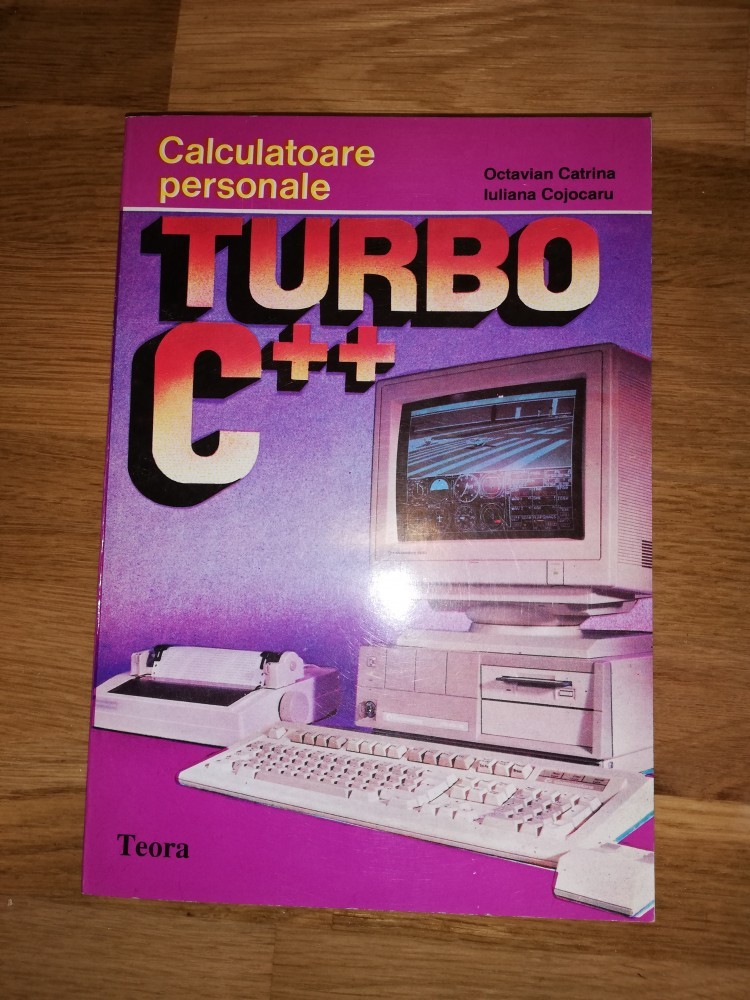 Calculatoare
personale
Octavian Catrina
Iuliana Cojocaru
TURBO
C++
Teora